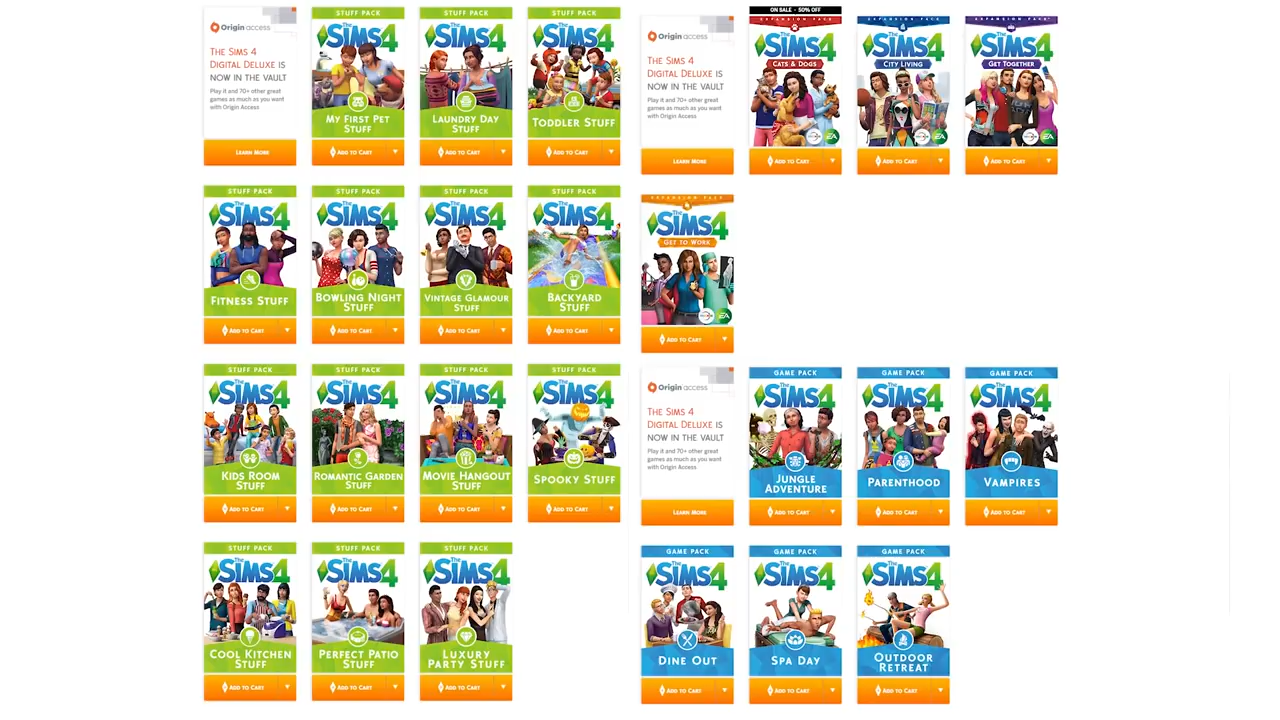 Origin access
THE SIMS 4
DIGITAL DELUXE IS
NOW IN THE VAULT
Play it and 70+ other great
games as much as you want
with Origin Access
LEARN MORE
STUFF PACK
The SIMS 4
MY FIRST PET
STUFF
ADD TO CART
STUFF PACK
The SIMS 4
LAUNDRY DAY
STUFF
ADD TO CART
STUFF PACK
The SIMS 4
TODDLER STUFF
ADD TO CART
STUFF PACK
The SIMS 4
FITNESS STUFF
ADD TO CART
STUFF PACK
The SIMS 4
BOWLING NIGHT
STUFF
ADD TO CART
STUFF PACK
The SIMS 4
VINTAGE GLAMOUR
STUFF
ADD TO CART
STUFF PACK
The SIMS 4
BACKYARD
STUFF
ADD TO CART
STUFF PACK
The SIMS 4
KIDS ROOM
STUFF
ADD TO CART
STUFF PACK
The SIMS 4
ROMANTIC GARDEN
STUFF
ADD TO CART
STUFF PACK
The SIMS 4
MOVIE HANGOUT
STUFF
ADD TO CART
STUFF PACK
The SIMS 4
SPOOKY STUFF
ADD TO CART
STUFF PACK
The SIMS 4
COOL KITCHEN
STUFF
ADD TO CART
STUFF PACK
The SIMS 4
PERFECT PATIO
STUFF
ADD TO CART
STUFF PACK
The SIMS 4
LUXURY
PARTY STUFF
ADD TO CART
Origin access
THE SIMS 4
DIGITAL DELUXE IS
NOW IN THE VAULT
Play it and 70+ other great
games as much as you want
with Origin Access
LEARN MORE
ON SALE - 50% OFF
EXPANSION PACK
The SIMS 4
CATS & DOGS
EA
ADD TO CART
EXPANSION PACK
The SIMS 4
CITY LIVING
EA
ADD TO CART
EXPANSION PACK
The SIMS 4
GET TOGETHER
EA
ADD TO CART
EXPANSION PACK
The SIMS 4
GET TO WORK
EA
ADD TO CART
Origin access
THE SIMS 4
DIGITAL DELUXE IS
NOW IN THE VAULT
Play it and 70+ other great
games as much as you want
with Origin Access
LEARN MORE
GAME PACK
The SIMS 4
JUNGLE
ADVENTURE
ADD TO CART
GAME PACK
The SIMS 4
PARENTHOOD
ADD TO CART
GAME PACK
The SIMS 4
VAMPIRES
ADD TO CART
GAME PACK
The SIMS 4
DINE OUT
ADD TO CART
GAME PACK
The SIMS 4
SPA DAY
ADD TO CART
GAME PACK
The SIMS 4
OUTDOOR
RETREAT
ADD TO CART